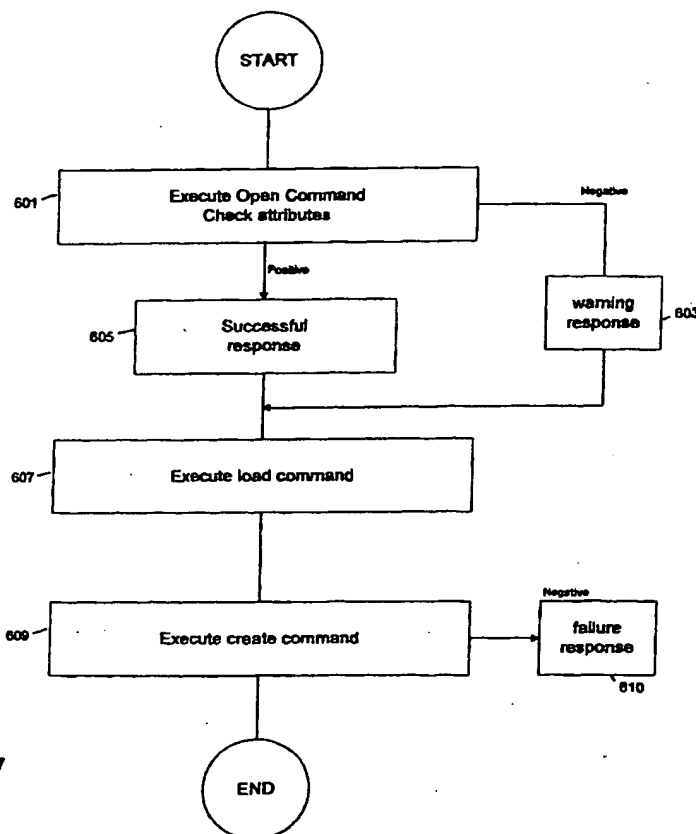 START
601
Execute Open Command
Check attributes
Negative
Positive
605
Successful
response
warning
response
603
607
Execute load command
609
Execute create command
Negative
failure
response
610
END